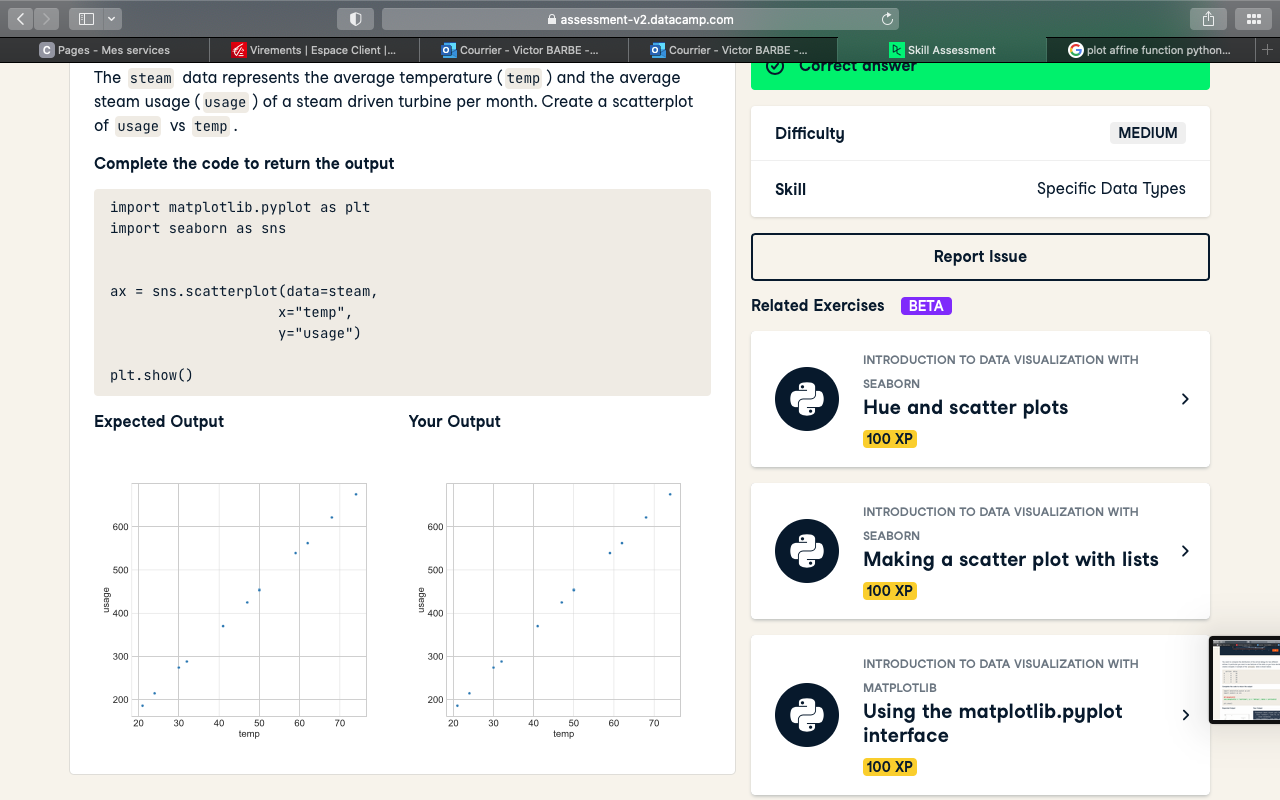 assessment-v2.datacamp.com
C Pages - Mes services
Virements | Espace Client |...
Courrier - Victor BARBE -...
Courrier - Victor BARBE -...
Skill Assessment
plot affine function python...
The steam data represents the average temperature ( temp ) and the average
steam usage ( usage ) of a steam driven turbine per month. Create a scatterplot
of usage vs temp .
Complete the code to return the output
import matplotlib.pyplot as plt
import seaborn as sns
ax = sns.scatterplot(data=steam,
x="temp",
y="usage")
plt.show()
Expected Output
Your Output
600
500
400
300
200
usage
20 30 40 50 60 70
temp
600
500
400
300
200
usage
20 30 40 50 60 70
temp
Correct answer
Difficulty
MEDIUM
Skill
Specific Data Types
Report Issue
Related Exercises BETA
INTRODUCTION TO DATA VISUALIZATION WITH
SEABORN
Hue and scatter plots
100 XP
INTRODUCTION TO DATA VISUALIZATION WITH
SEABORN
Making a scatter plot with lists
100 XP
INTRODUCTION TO DATA VISUALIZATION WITH
MATPLOTLIB
Using the matplotlib.pyplot
interface
100 XP